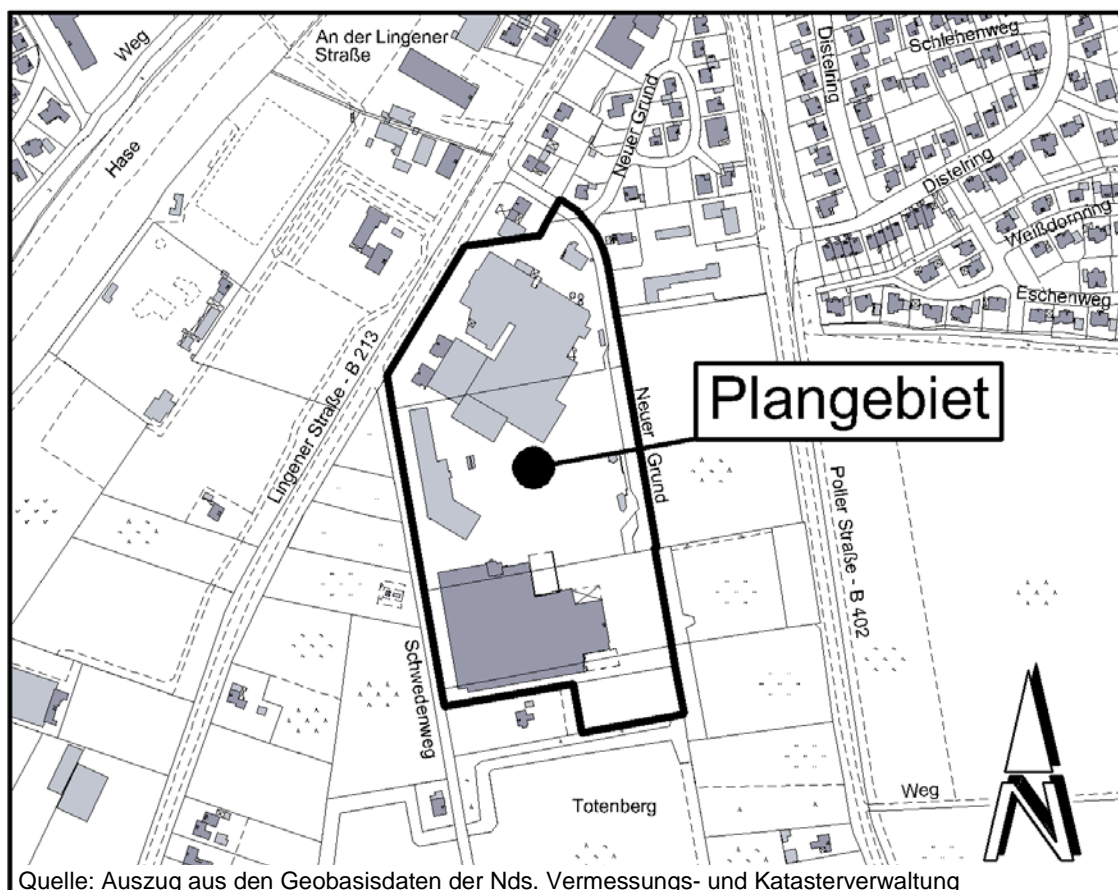 Weg
An der Lingener
Straße
Hase
Neuer Grund
Distelring
Schlehenweg
Distelring
Weißdornring
Eschenweg
Lingener Straße - B 213
Plangebiet
Neuer Grund
Poller Straße - B 402
Schwedenweg
Totenberg
Weg
N
Quelle: Auszug aus den Geobasisdaten der Nds. Vermessungs- und Katasterverwaltung